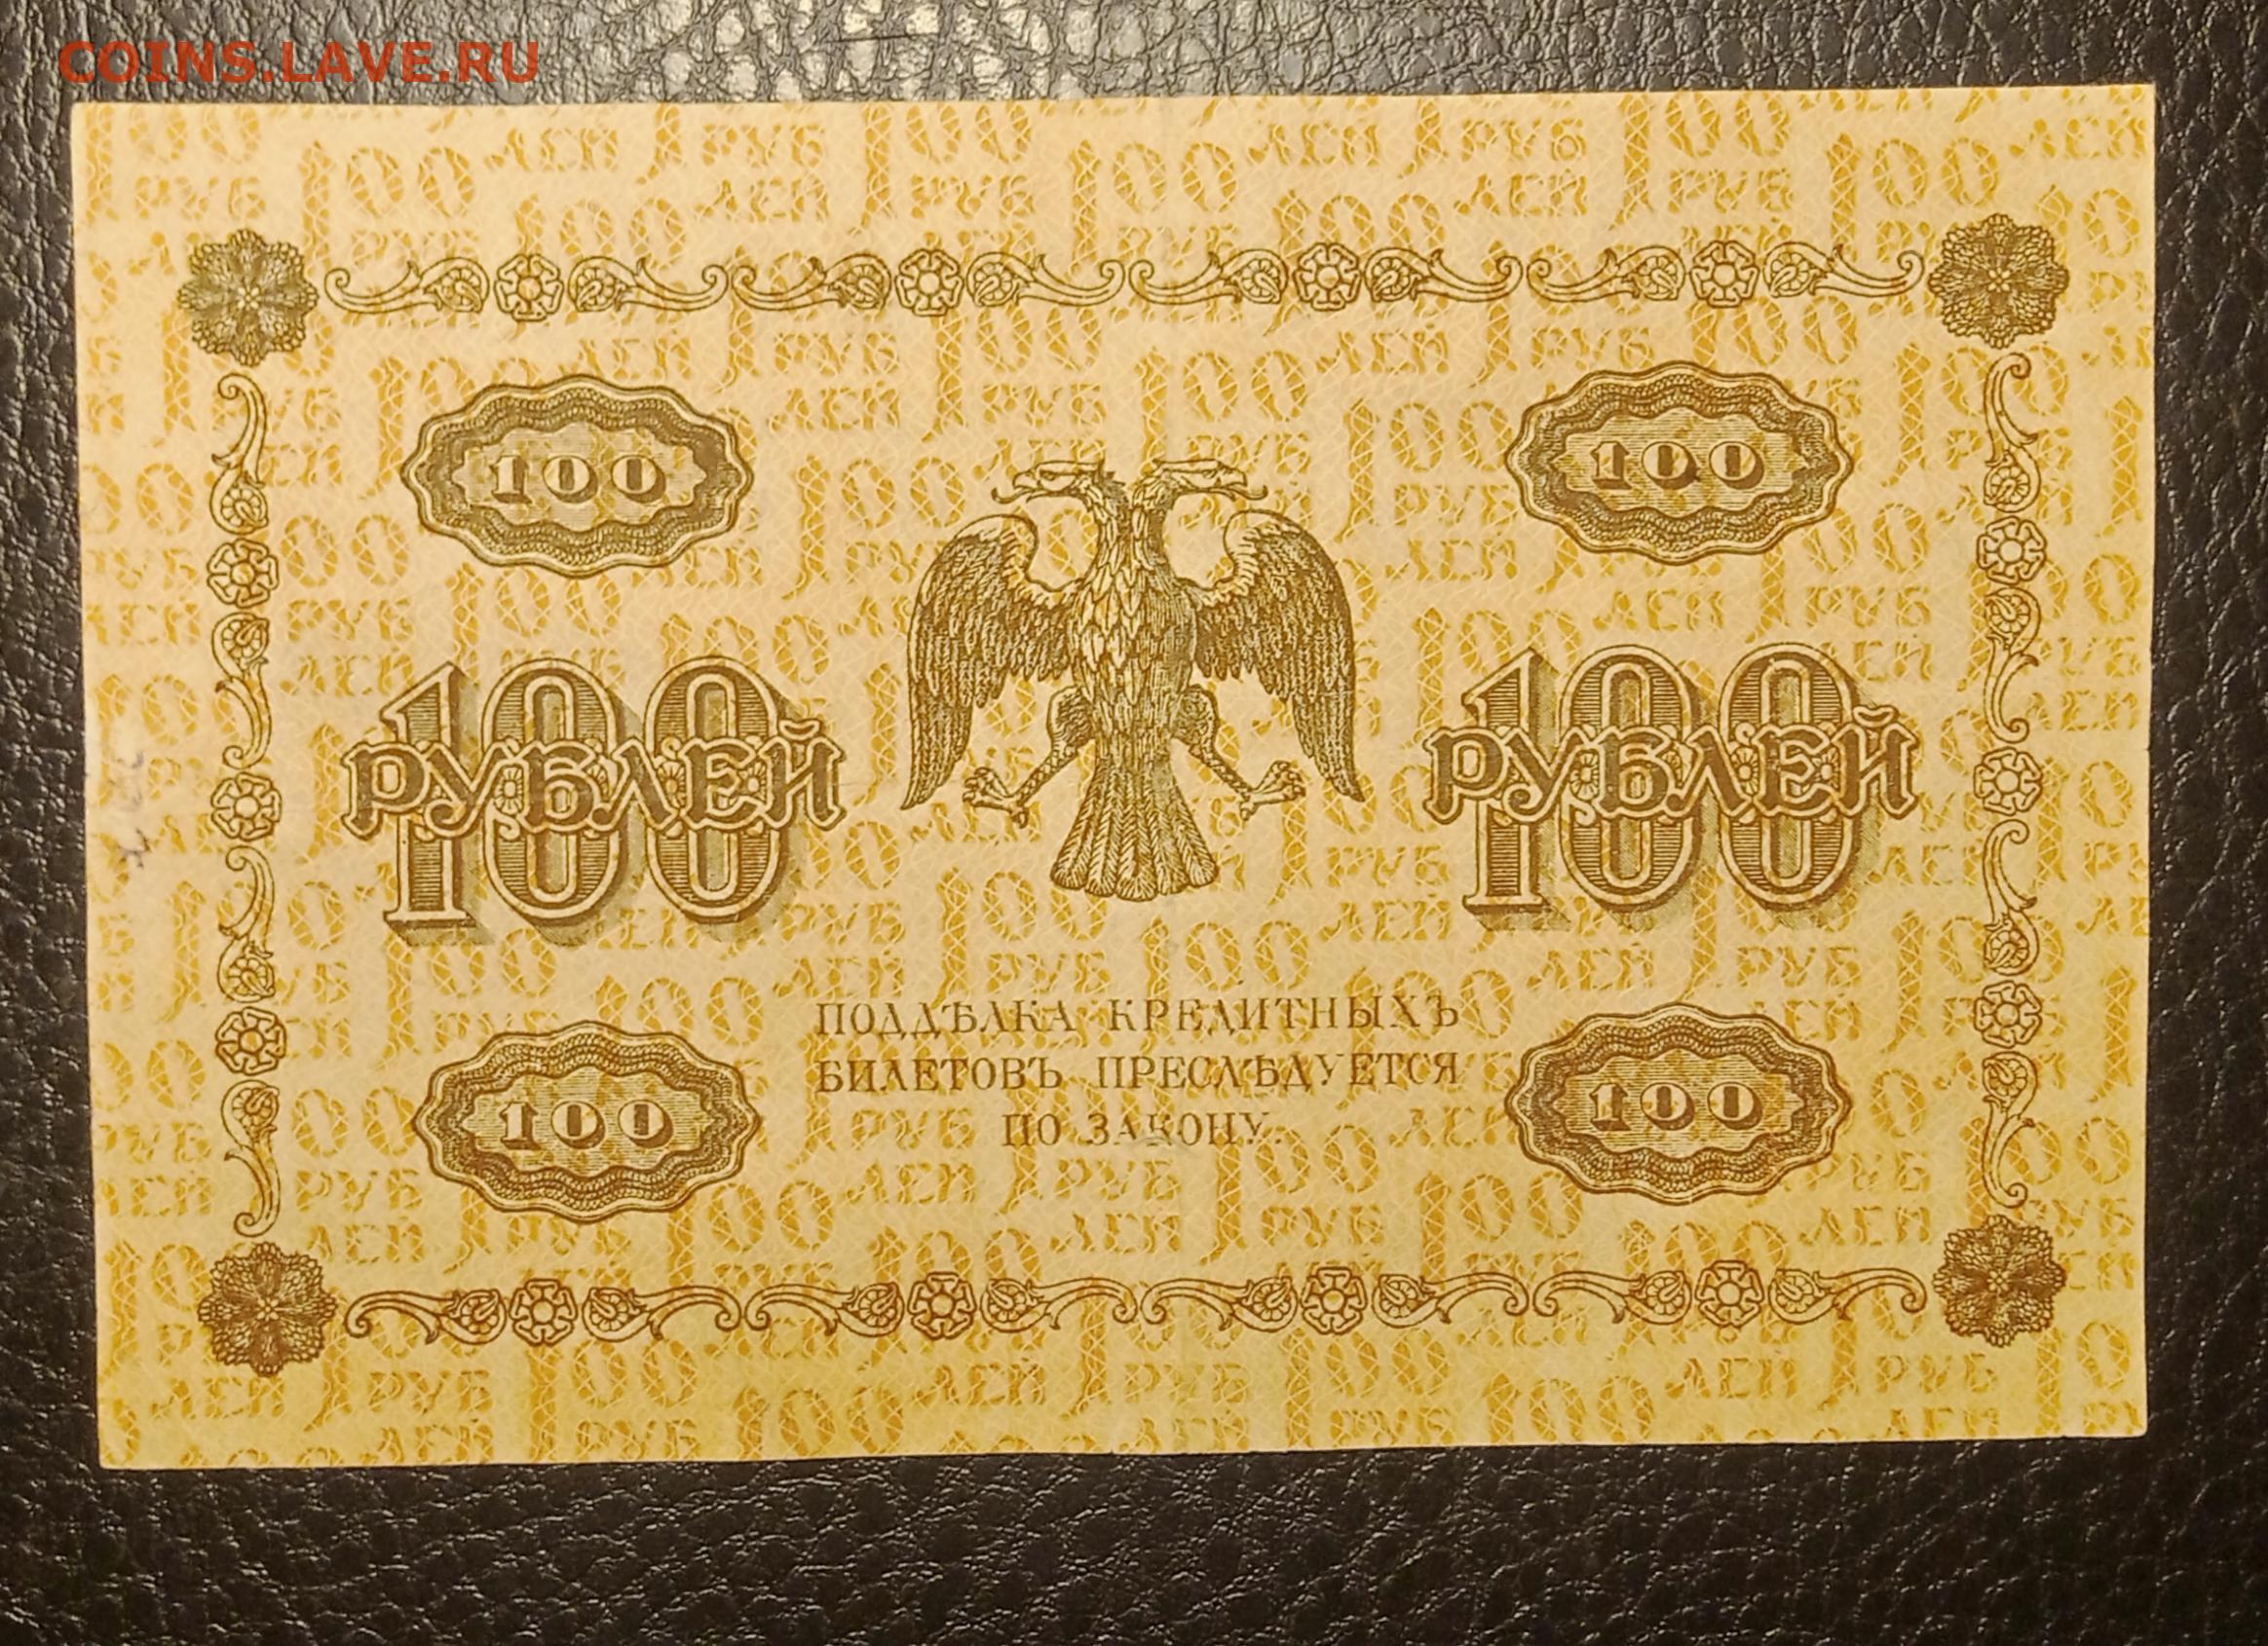 COINS.LAVE.RU
100
100
100 РУБЛЕЙ
100 РУБЛЕЙ
ПОДДѢЛКА КРЕДИТНЫХЪ
БИЛЕТОВЪ ПРЕСЛѢДУЕТСЯ
ПО ЗАКОНУ.
100
100